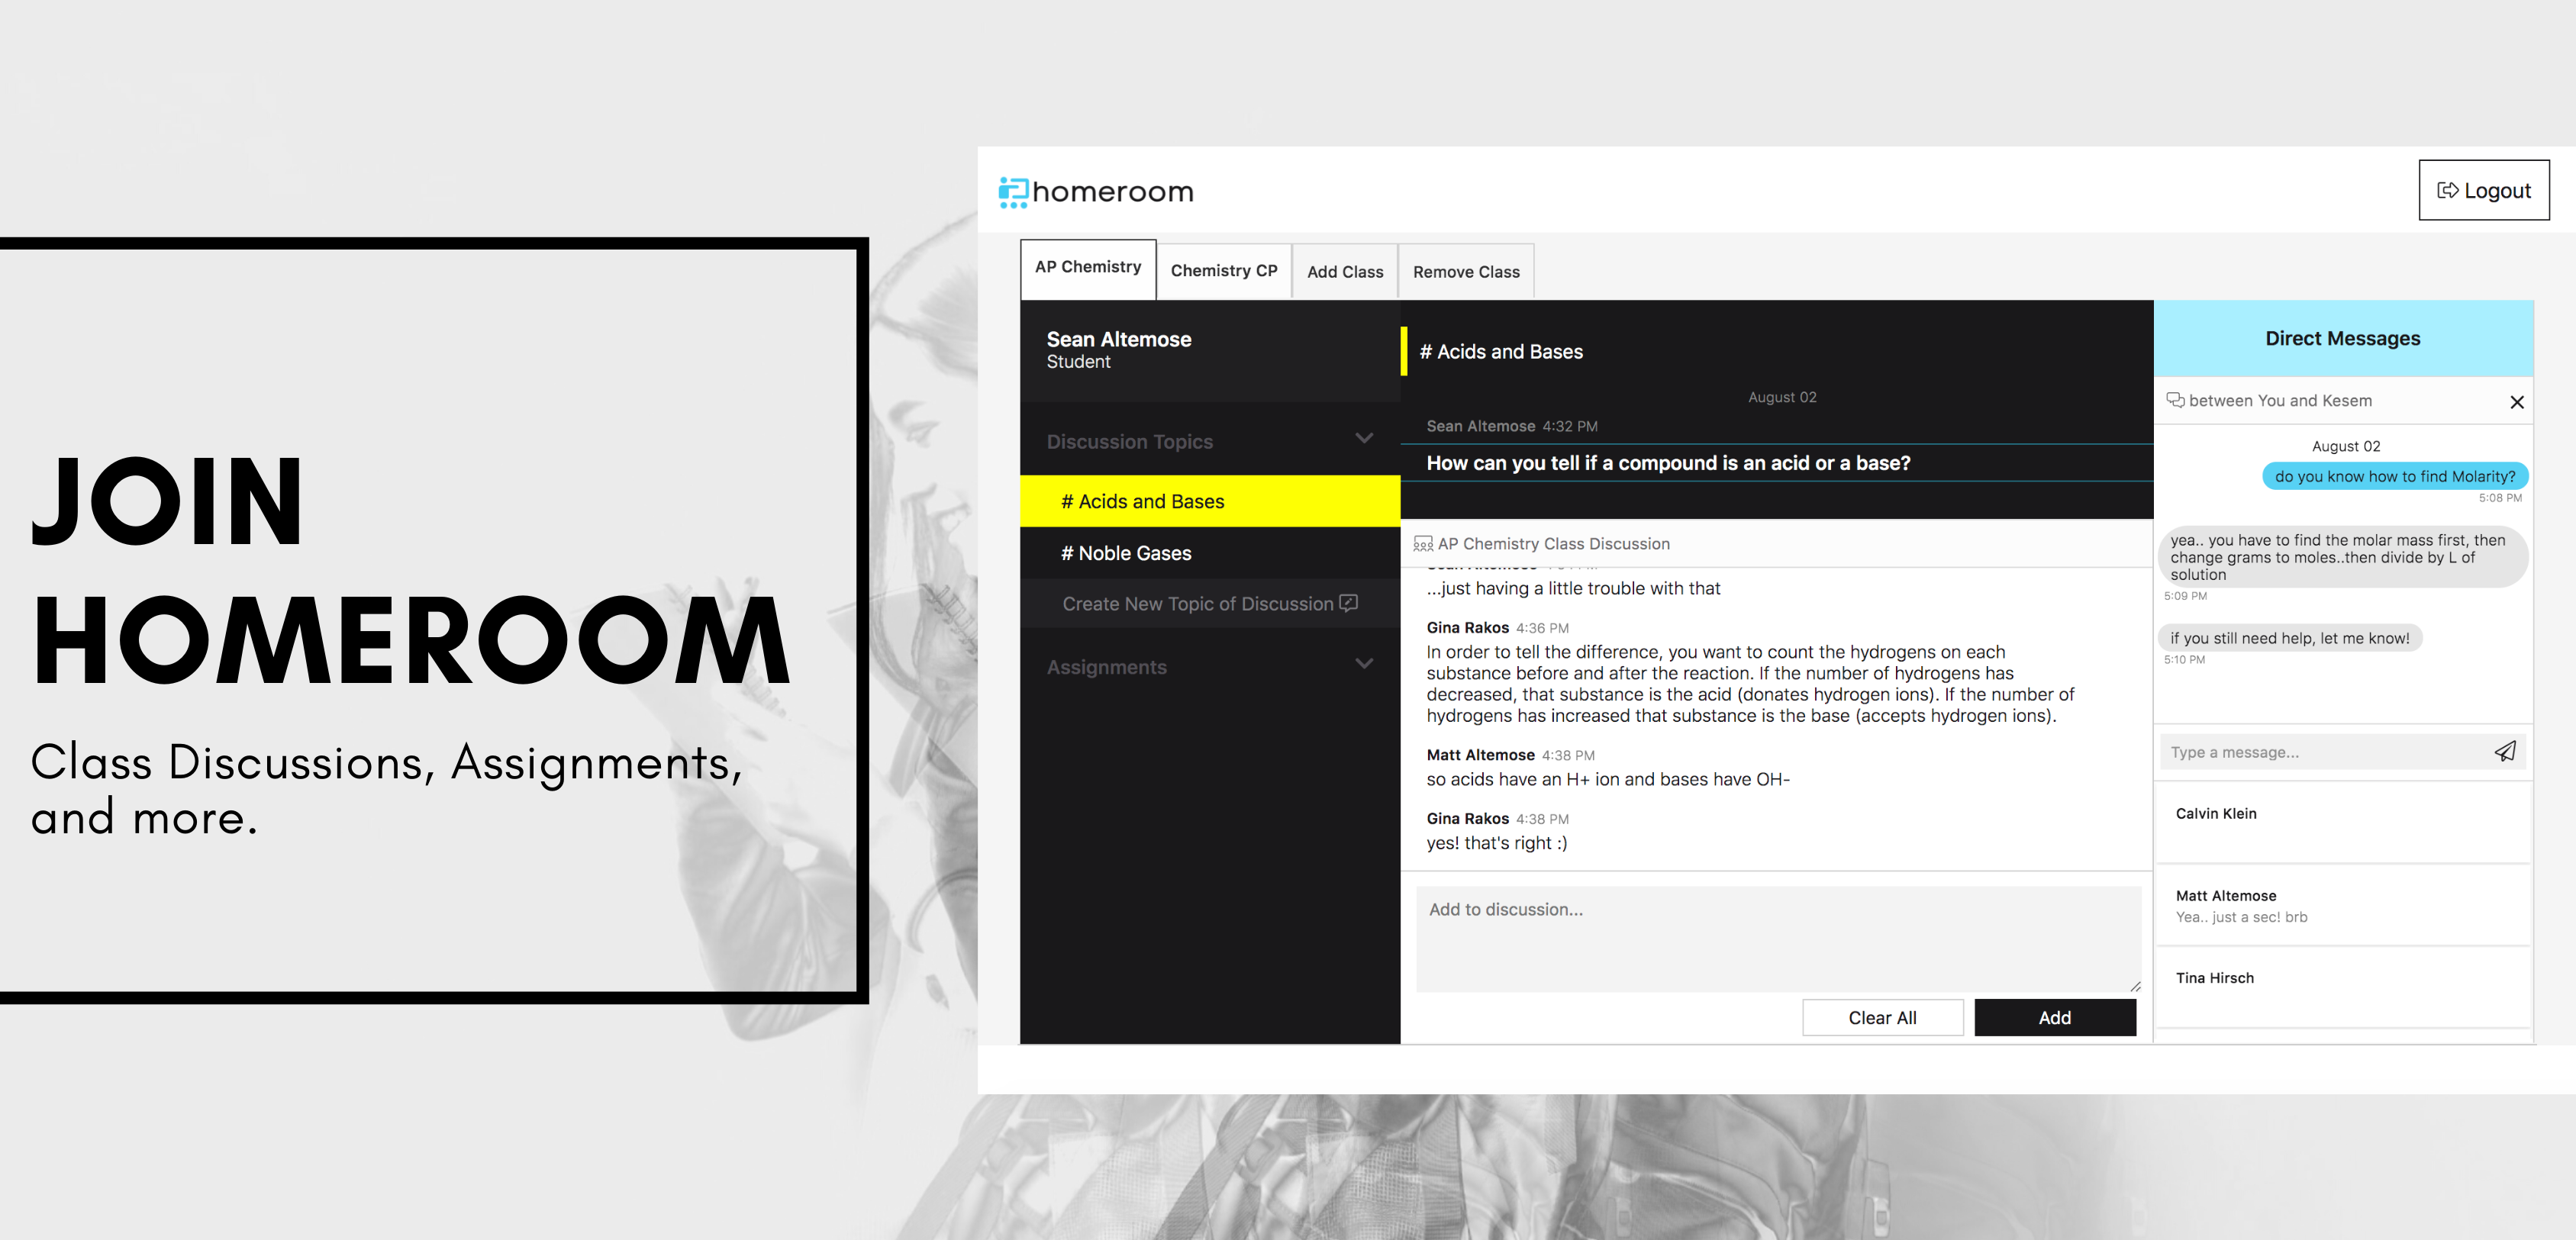 JOIN
HOMEROOM
Class Discussions, Assignments,
and more.
homeroom
Logout
AP Chemistry
Chemistry CP
Add Class
Remove Class
Sean Altemose
Student
Discussion Topics
# Acids and Bases
# Noble Gases
Create New Topic of Discussion
Assignments
# Acids and Bases
August 02
Sean Altemose 4:32 PM
How can you tell if a compound is an acid or a base?
AP Chemistry Class Discussion
...just having a little trouble with that
Gina Rakos 4:36 PM
In order to tell the difference, you want to count the hydrogens on each
substance before and after the reaction. If the number of hydrogens has
decreased, that substance is the acid (donates hydrogen ions). If the number of
hydrogens has increased that substance is the base (accepts hydrogen ions).
Matt Altemose 4:38 PM
so acids have an H+ ion and bases have OH-
Gina Rakos 4:38 PM
yes! that's right :)
Add to discussion...
Clear All
Add
Direct Messages
between You and Kesem
August 02
do you know how to find Molarity?
5:08 PM
yea.. you have to find the molar mass first, then
change grams to moles..then divide by L of
solution
5:09 PM
if you still need help, let me know!
5:10 PM
Type a message...
Calvin Klein
Matt Altemose
Yea.. just a sec! brb
Tina Hirsch